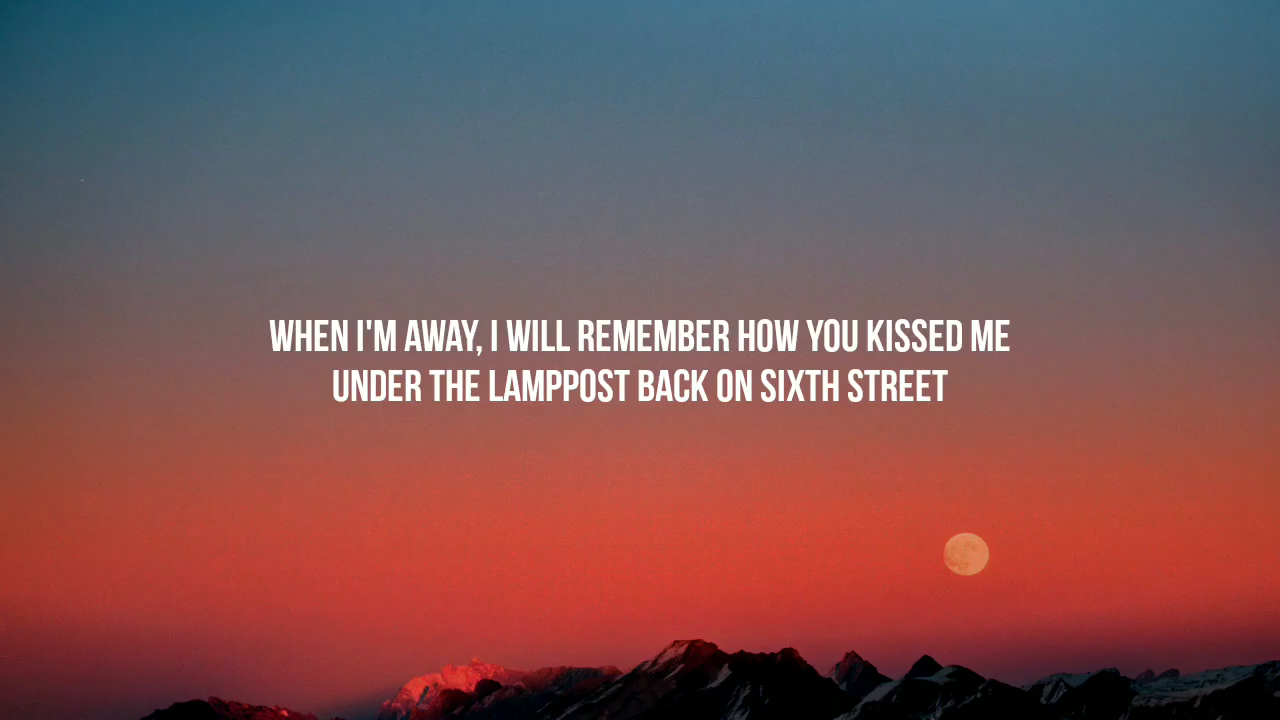 WHEN I'M AWAY, I WILL REMEMBER HOW YOU KISSED ME
UNDER THE LAMPPOST BACK ON SIXTH STREET